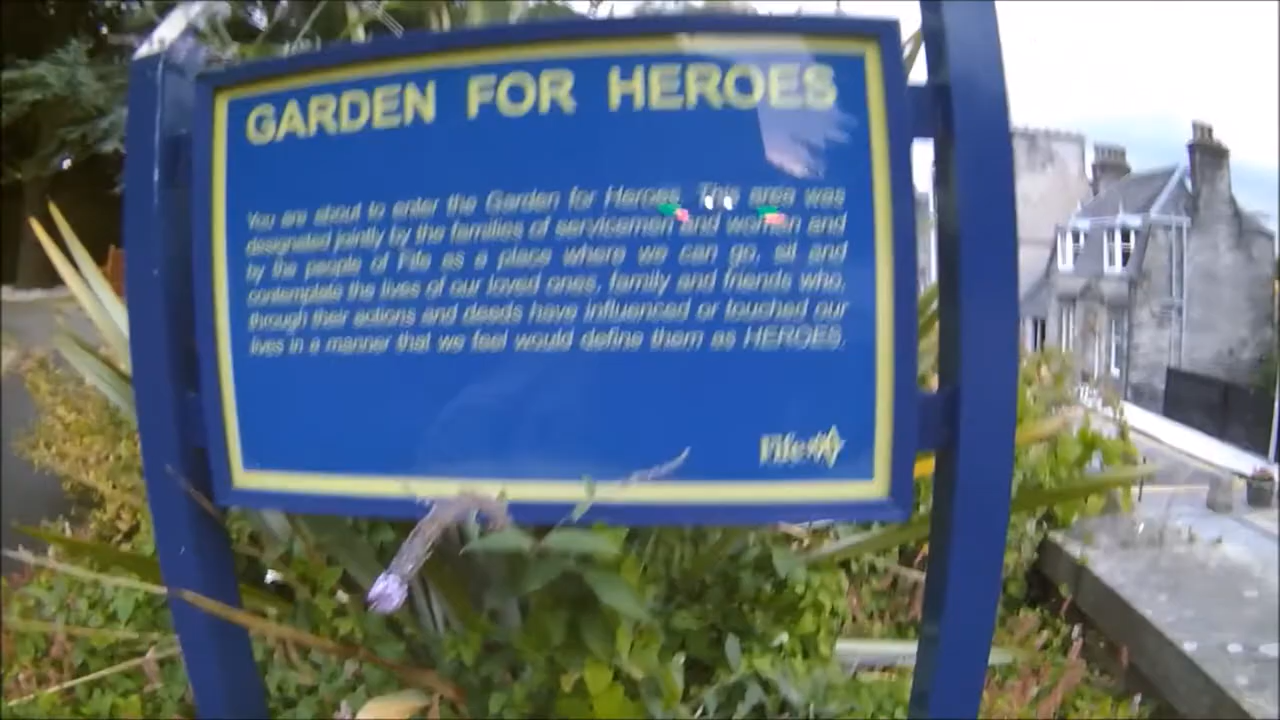 GARDEN FOR HEROES
You are about to enter the Garden for Heroes. This area was
designated jointly by the families of servicemen and women and
by the people of Fife as a place where we can go, sit and
contemplate the lives of our loved ones, family and friends who,
through their actions and deeds have influenced or touched our
lives in a manner that we feel would define them as HEROES.
Fife